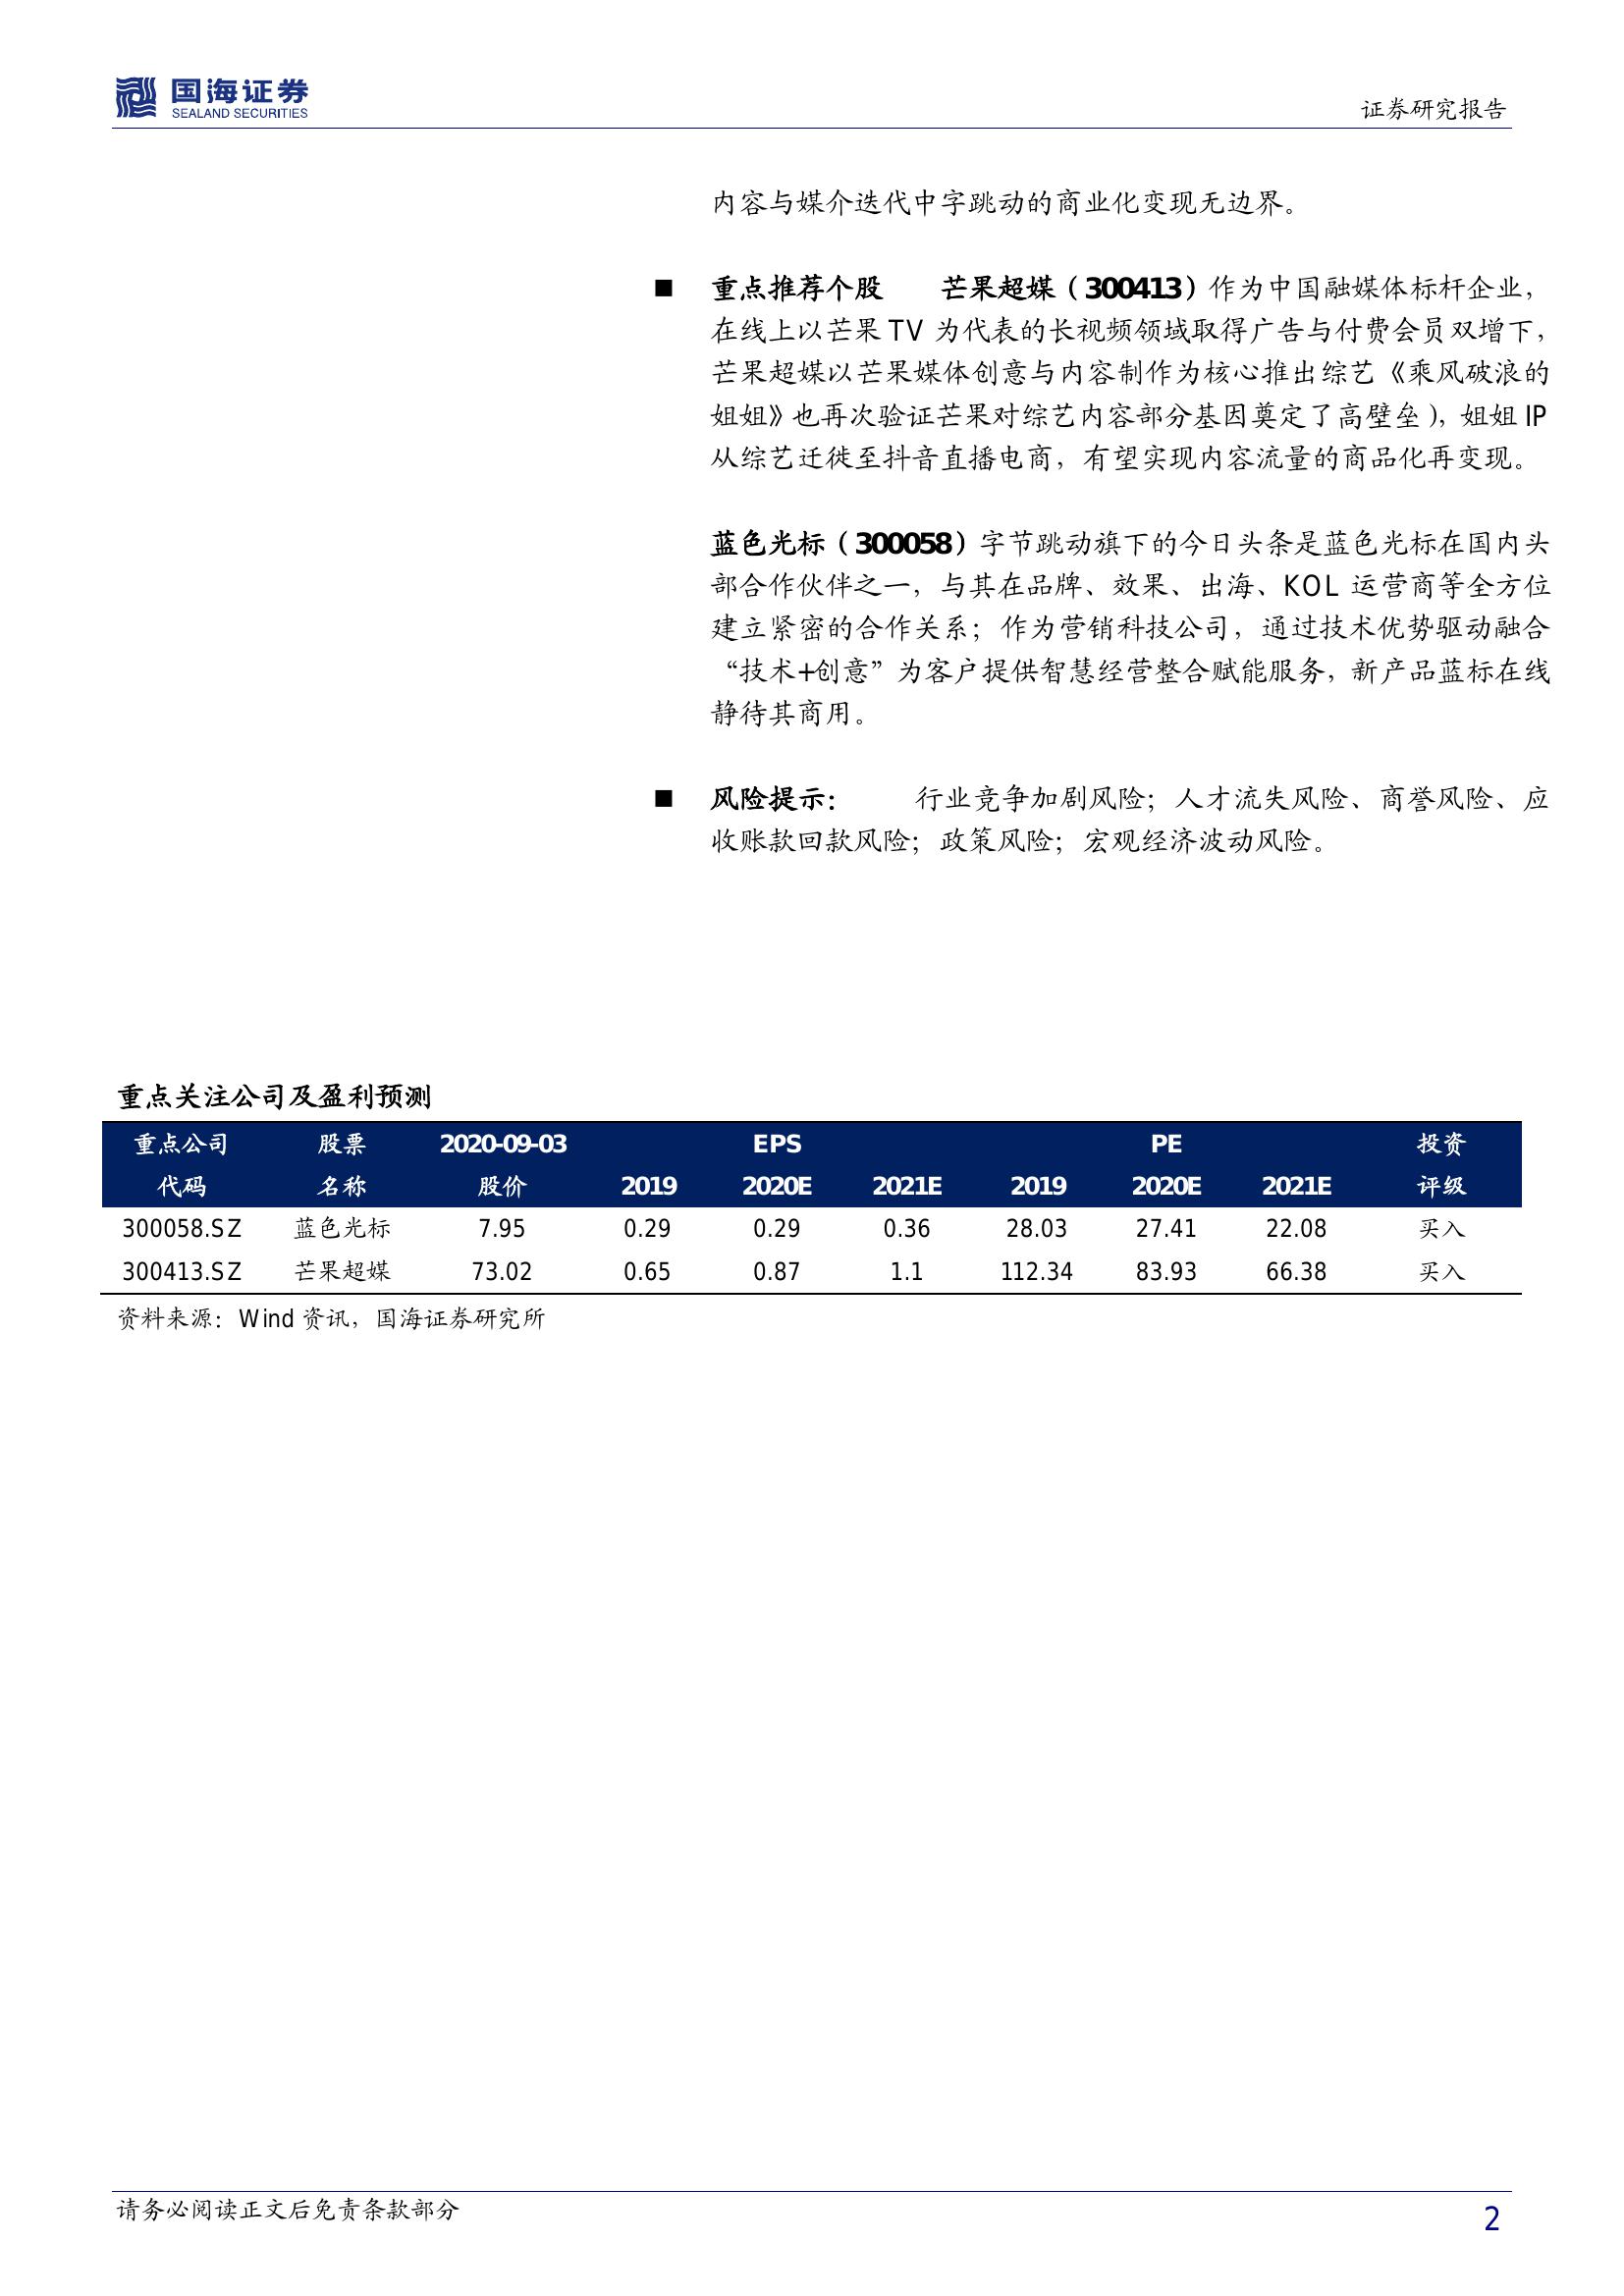 国海证券
SEALAND SECURITIES
证券研究报告
内容与媒介迭代中字跳动的商业化变现无边界。
■ 重点推荐个股 芒果超媒（300413）作为中国融媒体标杆企业，
在线上以芒果 TV 为代表的长视频领域取得广告与付费会员双增下，
芒果超媒以芒果媒体创意与内容制作为核心推出综艺《乘风破浪的
姐姐》也再次验证芒果对综艺内容部分基因奠定了高壁垒)，姐姐 IP
从综艺迁徙至抖音直播电商，有望实现内容流量的商品化再变现。
蓝色光标（300058）字节跳动旗下的今日头条是蓝色光标在国内头
部合作伙伴之一，与其在品牌、效果、出海、KOL 运营商等全方位
建立紧密的合作关系；作为营销科技公司，通过技术优势驱动融合
“技术+创意”为客户提供智慧经营整合赋能服务，新产品蓝标在线
静待其商用。
■ 风险提示： 行业竞争加剧风险；人才流失风险、商誉风险、应
收账款回款风险；政策风险；宏观经济波动风险。
重点关注公司及盈利预测
重点公司 股票 2020-09-03 EPS PE 投资
代码 名称 股价 2019 2020E 2021E 2019 2020E 2021E 评级
300058.SZ 蓝色光标 7.95 0.29 0.29 0.36 28.03 27.41 22.08 买入
300413.SZ 芒果超媒 73.02 0.65 0.87 1.1 112.34 83.93 66.38 买入
资料来源：Wind 资讯，国海证券研究所
请务必阅读正文后免责条款部分
2